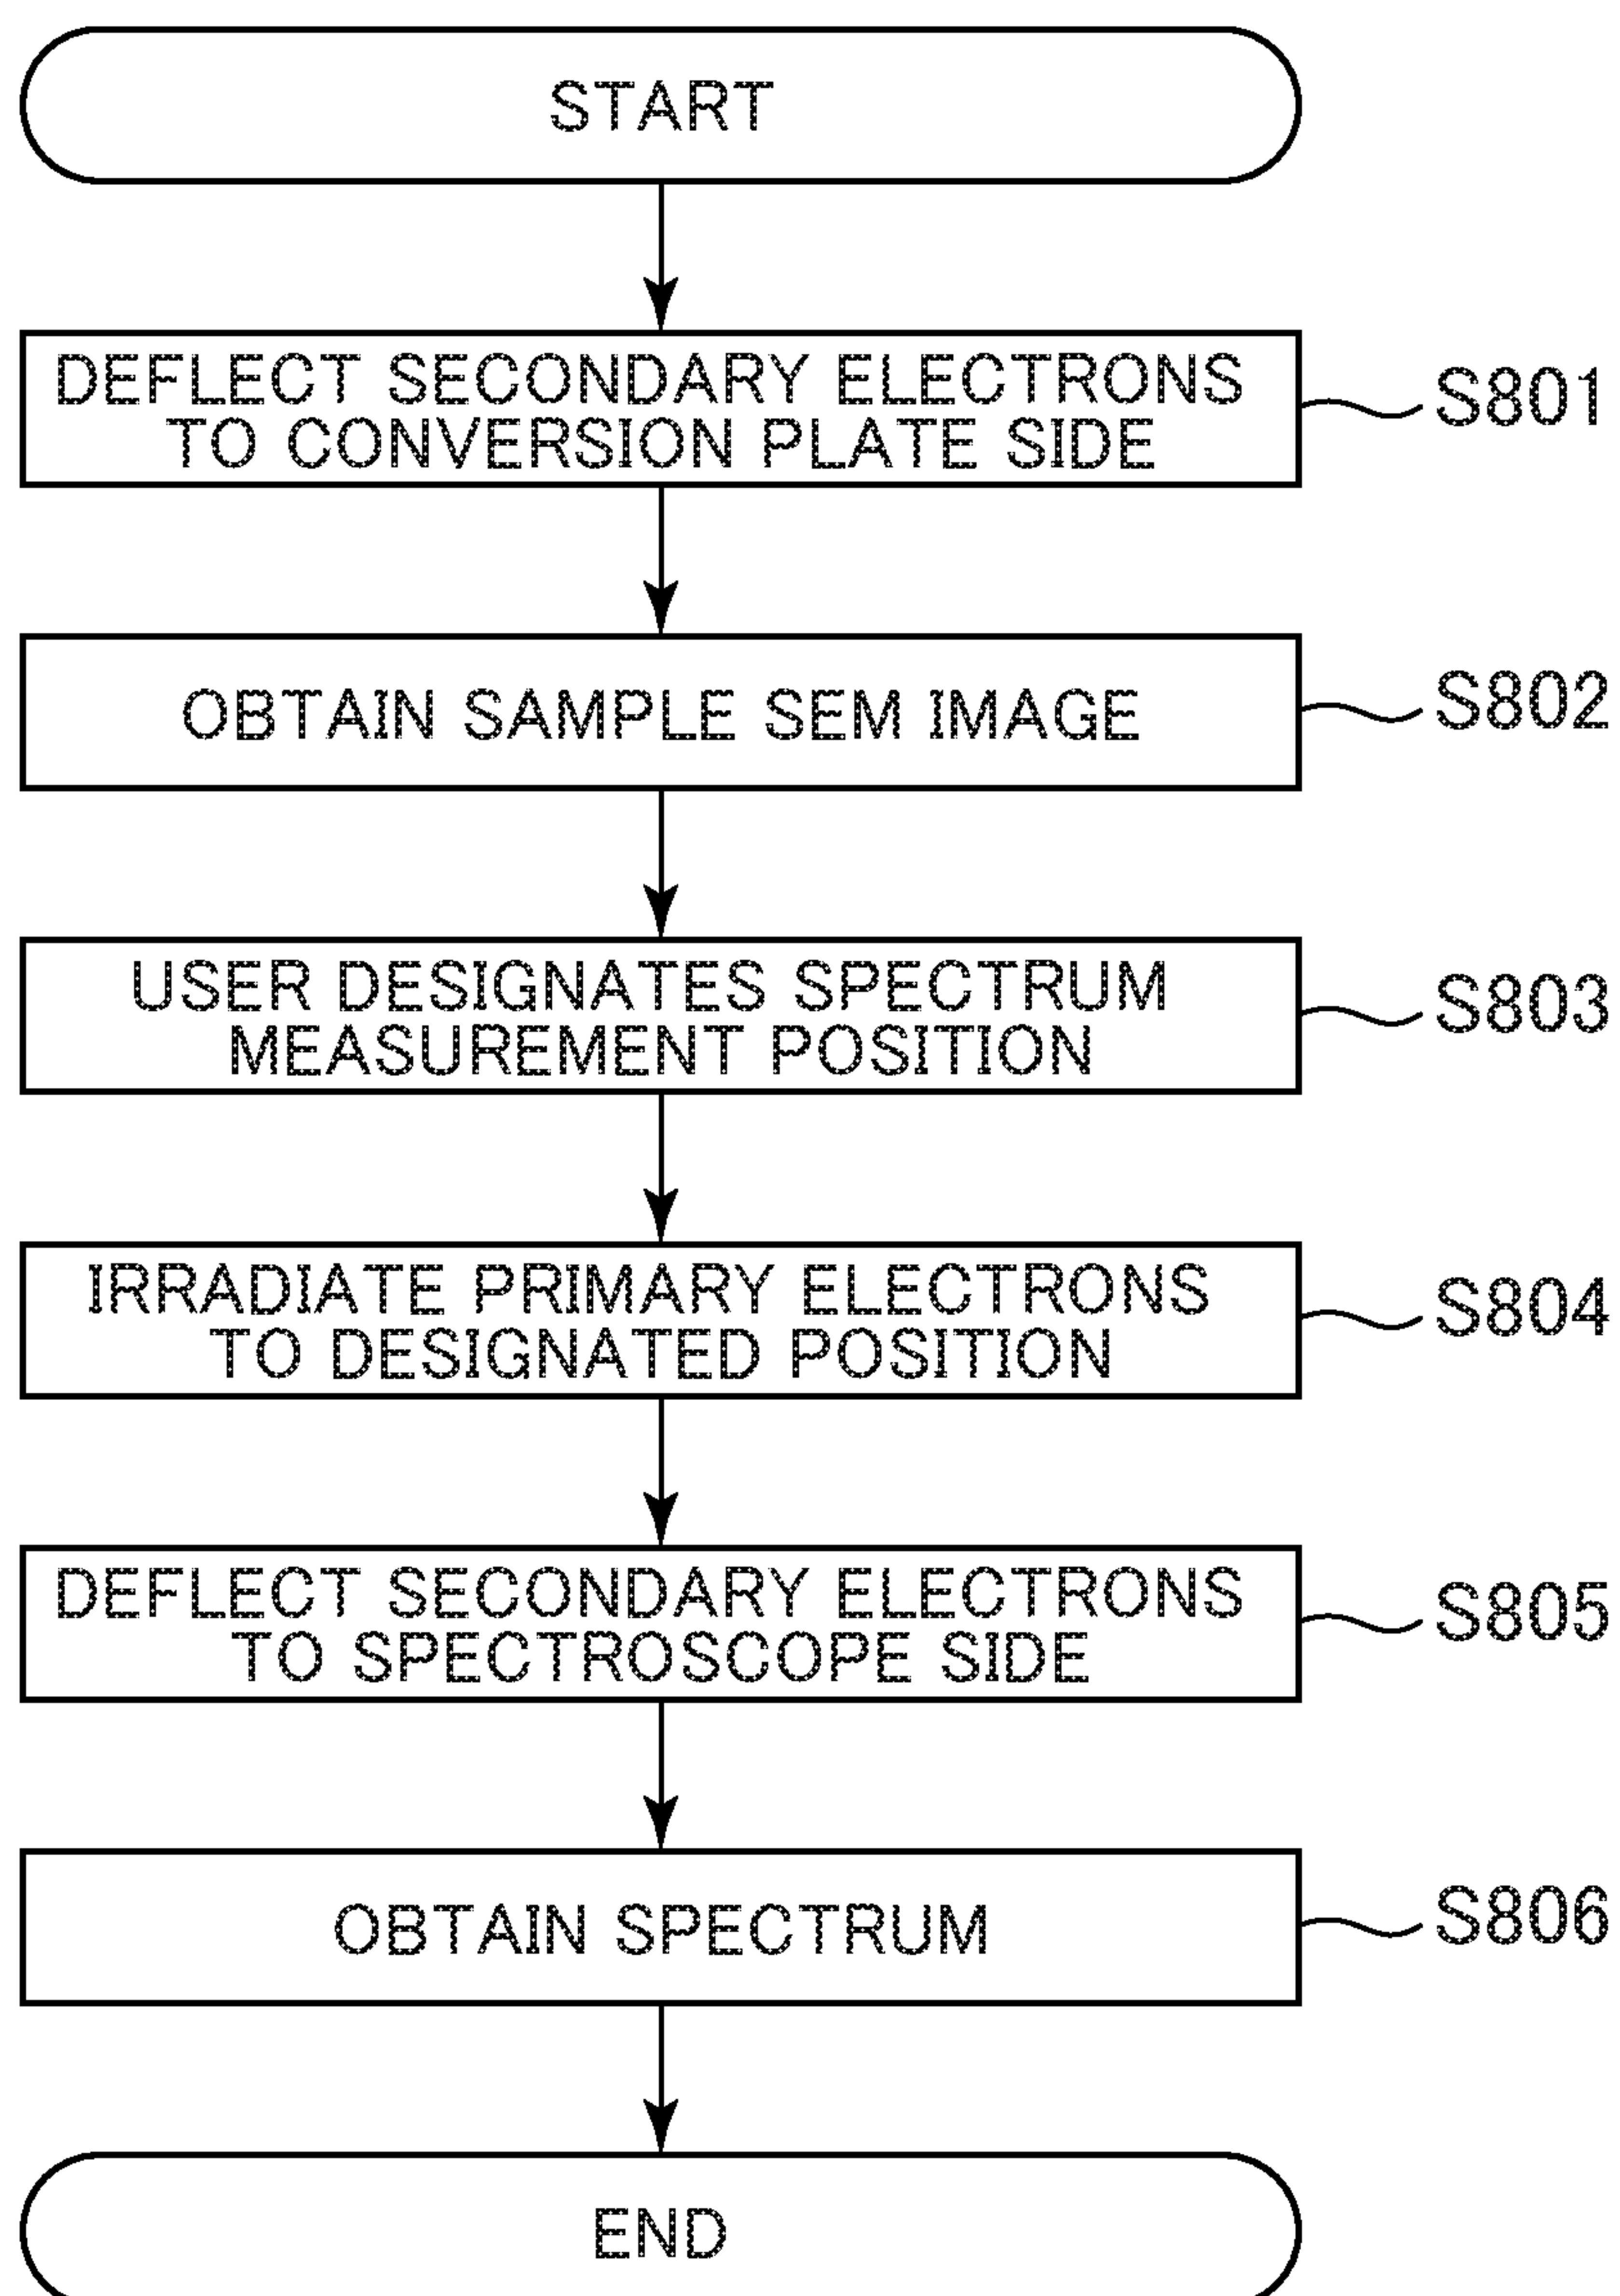 START
DEFLECT SECONDARY ELECTRONS
TO CONVERSION PLATE SIDE
S801
OBTAIN SAMPLE SEM IMAGE
S802
USER DESIGNATES SPECTRUM
MEASUREMENT POSITION
S803
IRRADIATE PRIMARY ELECTRONS
TO DESIGNATED POSITION
S804
DEFLECT SECONDARY ELECTRONS
TO SPECTROSCOPE SIDE
S805
OBTAIN SPECTRUM
S806
END